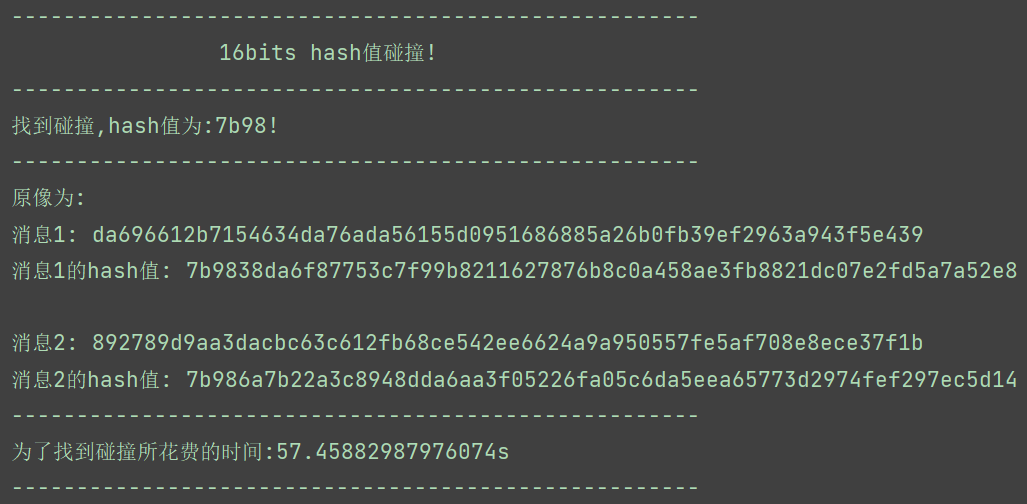 -----------------------------------------------------
16bits hash值碰撞!
-----------------------------------------------------
找到碰撞,hash值为:7b98!
-----------------------------------------------------
原像为:
消息1: da696612b7154634da76ada56155d0951686885a26b0fb39ef2963a943f5e439
消息1的hash值: 7b9838da6f87753c7f99b8211627876b8c0a458ae3fb8821dc07e2fd5a7a52e8
消息2: 892789d9aa3dacbc63c612fb68ce542ee6624a9a950557fe5af708e8ece37f1b
消息2的hash值: 7b986a7b22a3c8948dda6aa3f05226fa05c6da5eea65773d2974fef297ec5d14
-----------------------------------------------------
为了找到碰撞所花费的时间:57.45882987976074s
-----------------------------------------------------